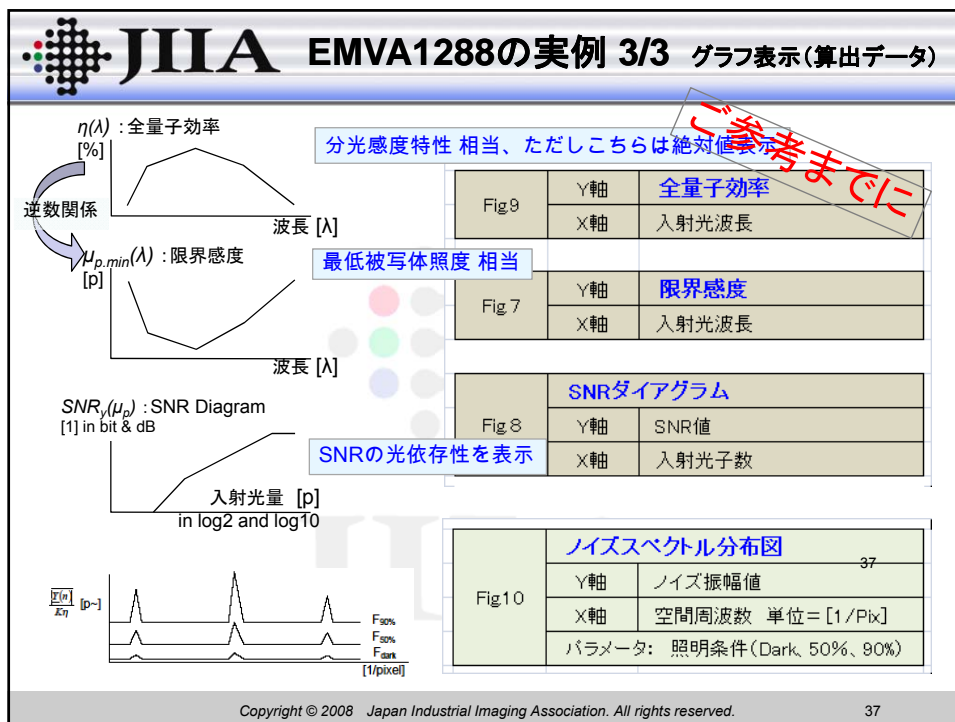 JIIA EMVA1288の実例 3/3 グラフ表示(算出データ)
η(λ) : 全量子効率
[%]
波長 [λ]
逆数関係
μp.min(λ) : 限界感度
[p]
波長 [λ]
SNRy(μp) : SNR Diagram
[1] in bit & dB
入射光量 [p]
in log2 and log10
Kη [p~]
F90%
F50%
Fdark
[1/pixel]
分光感度特性 相当、ただしこちらは絶対値表示
ご参考までに
Fig9 Y軸 全量子効率
X軸 入射光波長
最低被写体照度 相当
Fig.7 Y軸 限界感度
X軸 入射光波長
SNRダイアグラム
Fig.8 Y軸 SNR値
X軸 入射光子数
SNRの光依存性を表示
ノイズスペクトル分布図
37
Fig.10 Y軸 ノイズ振幅値
X軸 空間周波数 単位=[1/Pix]
パラメータ: 照明条件(Dark、50%、90%)
Copyright © 2008 Japan Industrial Imaging Association. All rights reserved. 37